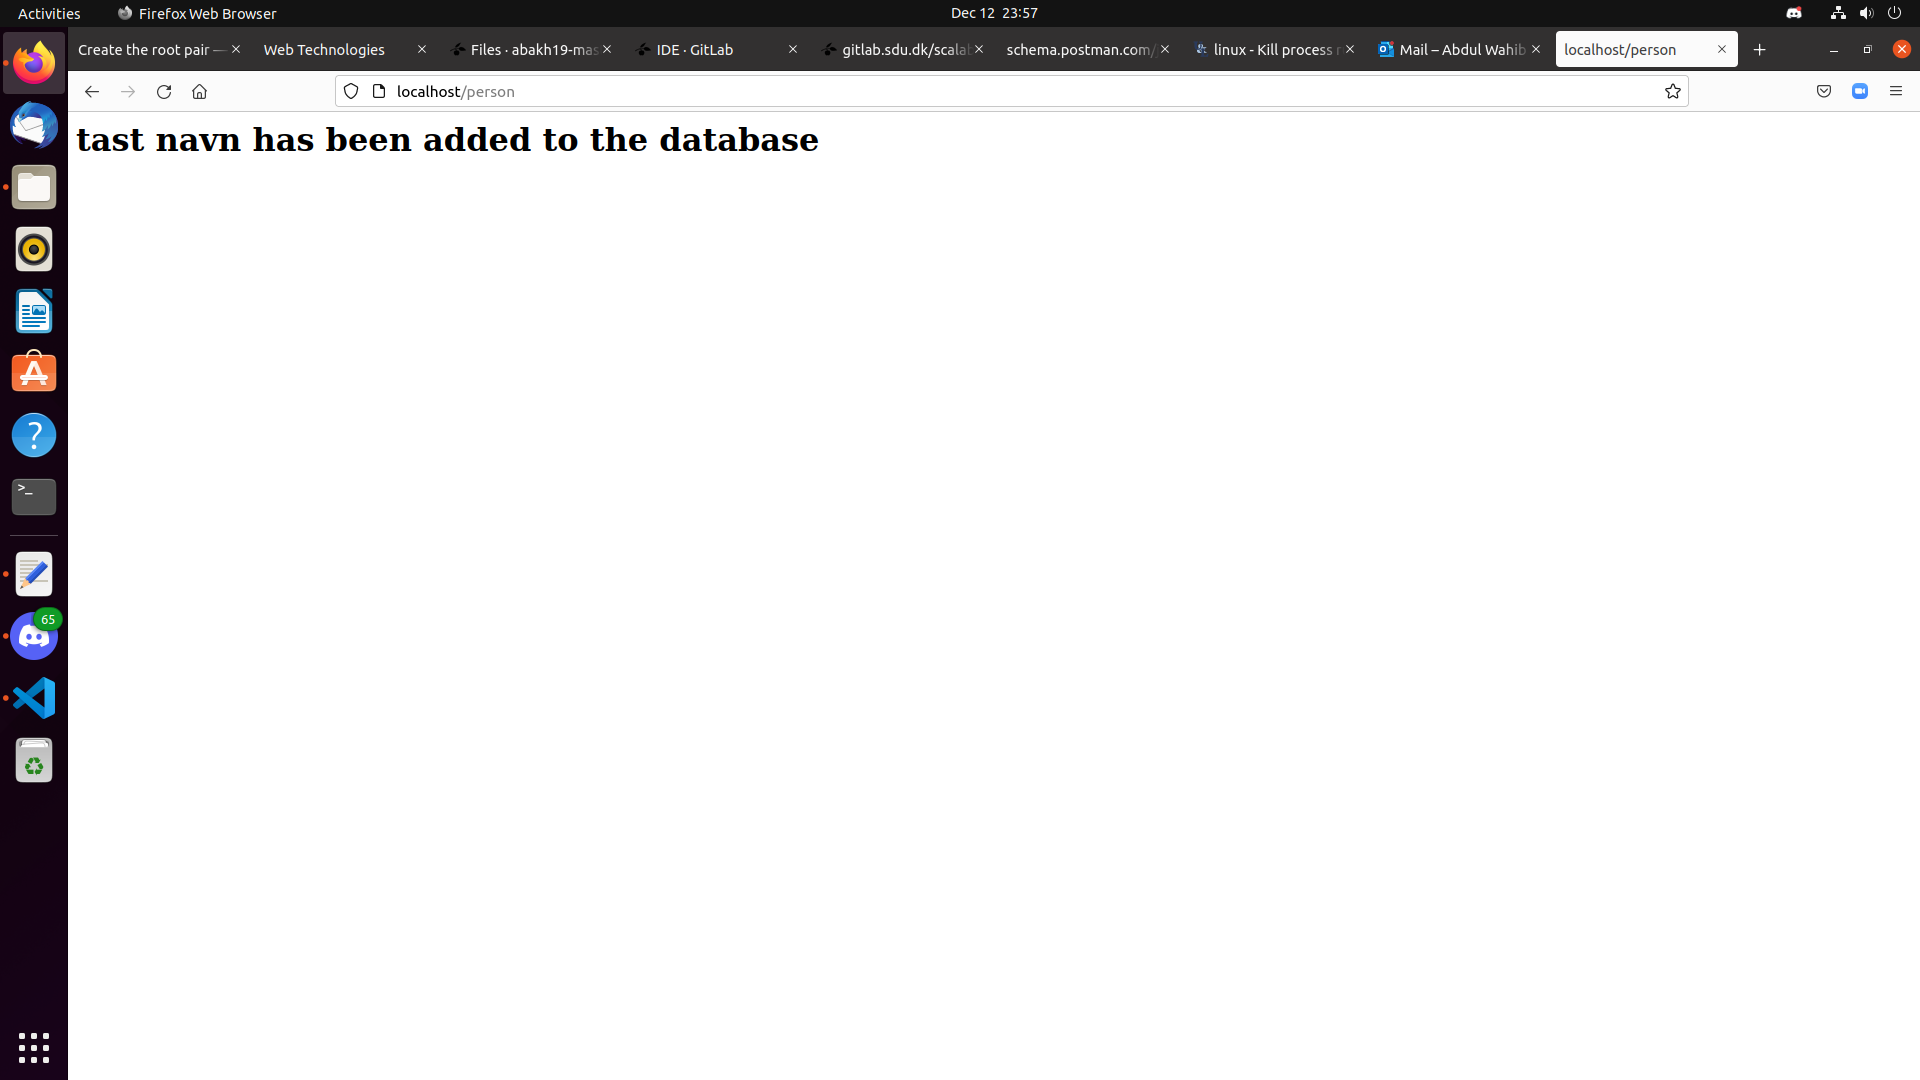 Activities
Firefox Web Browser
Dec 12 23:57
Create the root pair —
Web Technologies
Files · abakh19-mas
IDE · GitLab
gitlab.sdu.dk/scalab
schema.postman.com/
linux - Kill process
Mail – Abdul Wahib
localhost/person
localhost/person
tast navn has been added to the database
>_
65